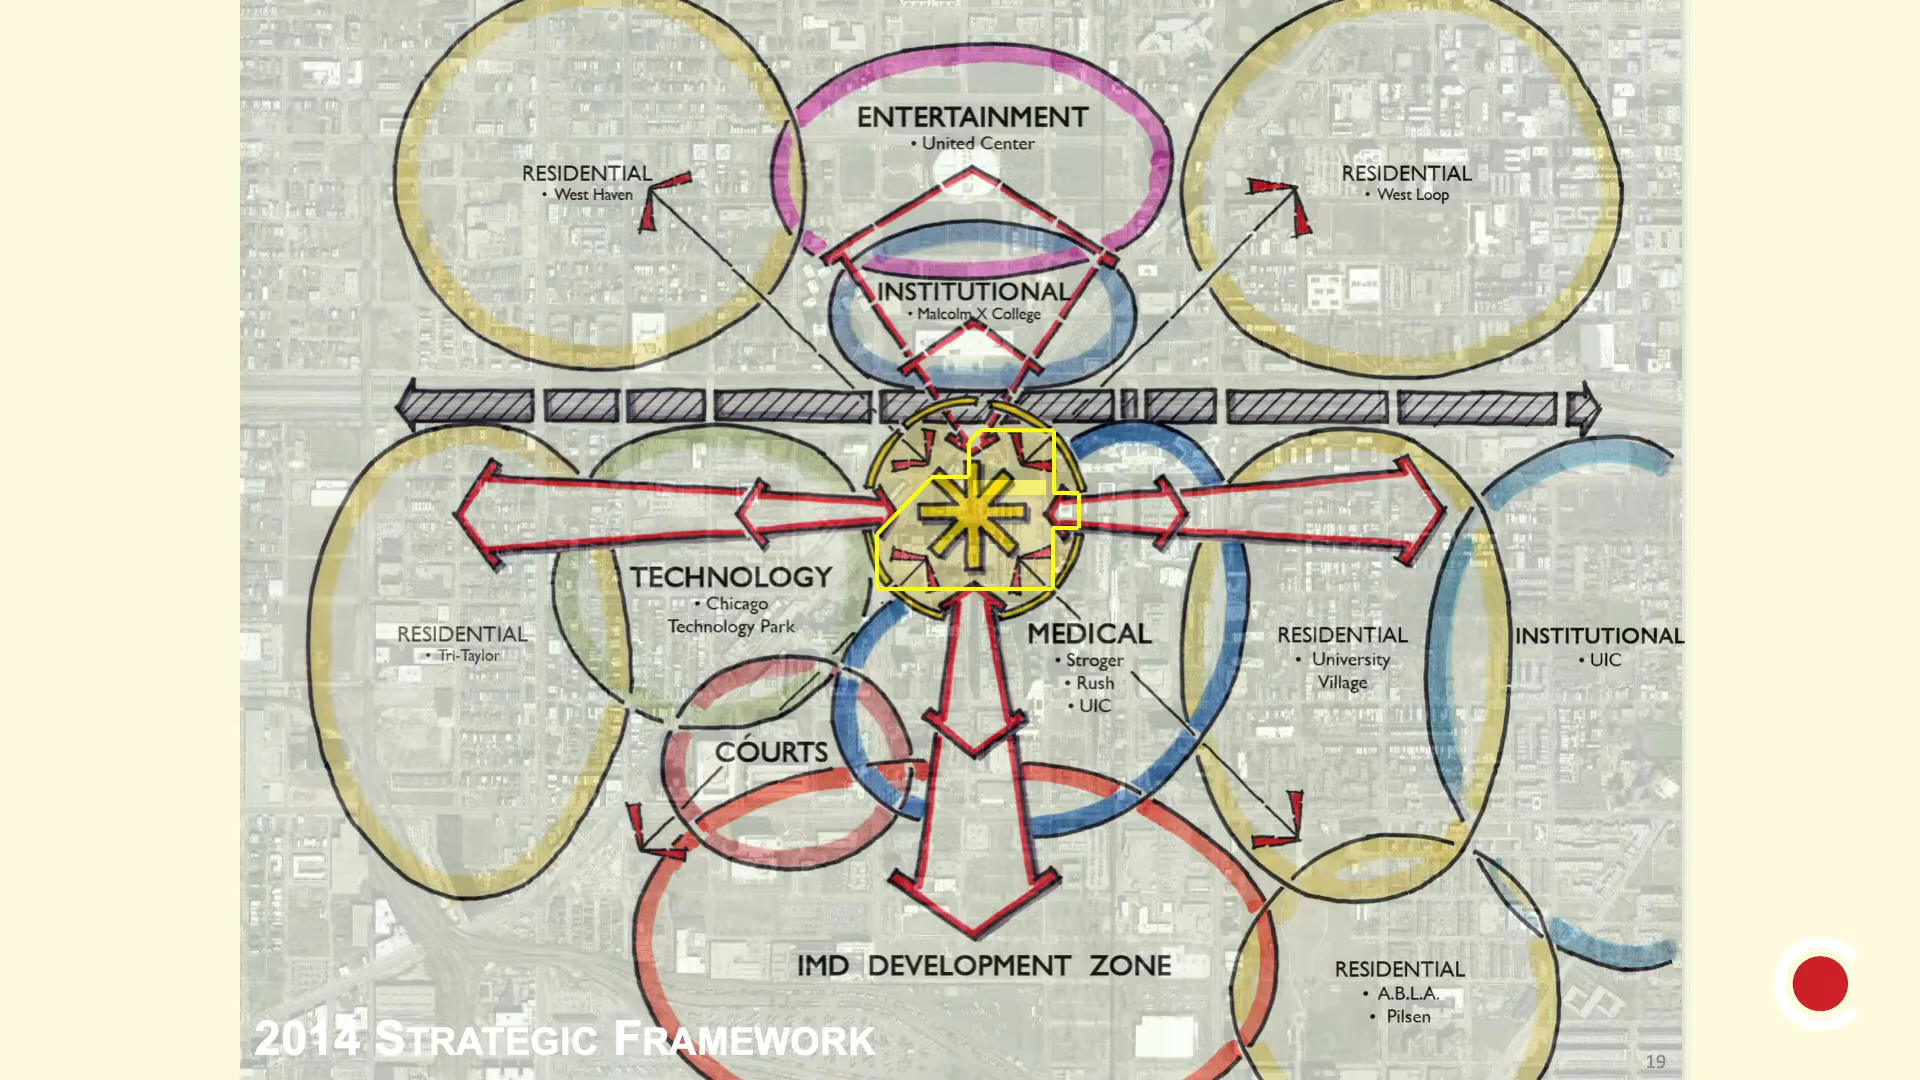 ENTERTAINMENT
• United Center
RESIDENTIAL
• West Haven
RESIDENTIAL
• West Loop
INSTITUTIONAL
• Malcolm X College
TECHNOLOGY
• Chicago
Technology Park
RESIDENTIAL
• Tri-Taylor
MEDICAL
• Stroger
• Rush
• UIC
RESIDENTIAL
• University
Village
INSTITUTIONAL
• UIC
COURTS
IMD DEVELOPMENT ZONE
RESIDENTIAL
• A.B.L.A.
• Pilsen
2014 STRATEGIC FRAMEWORK
19